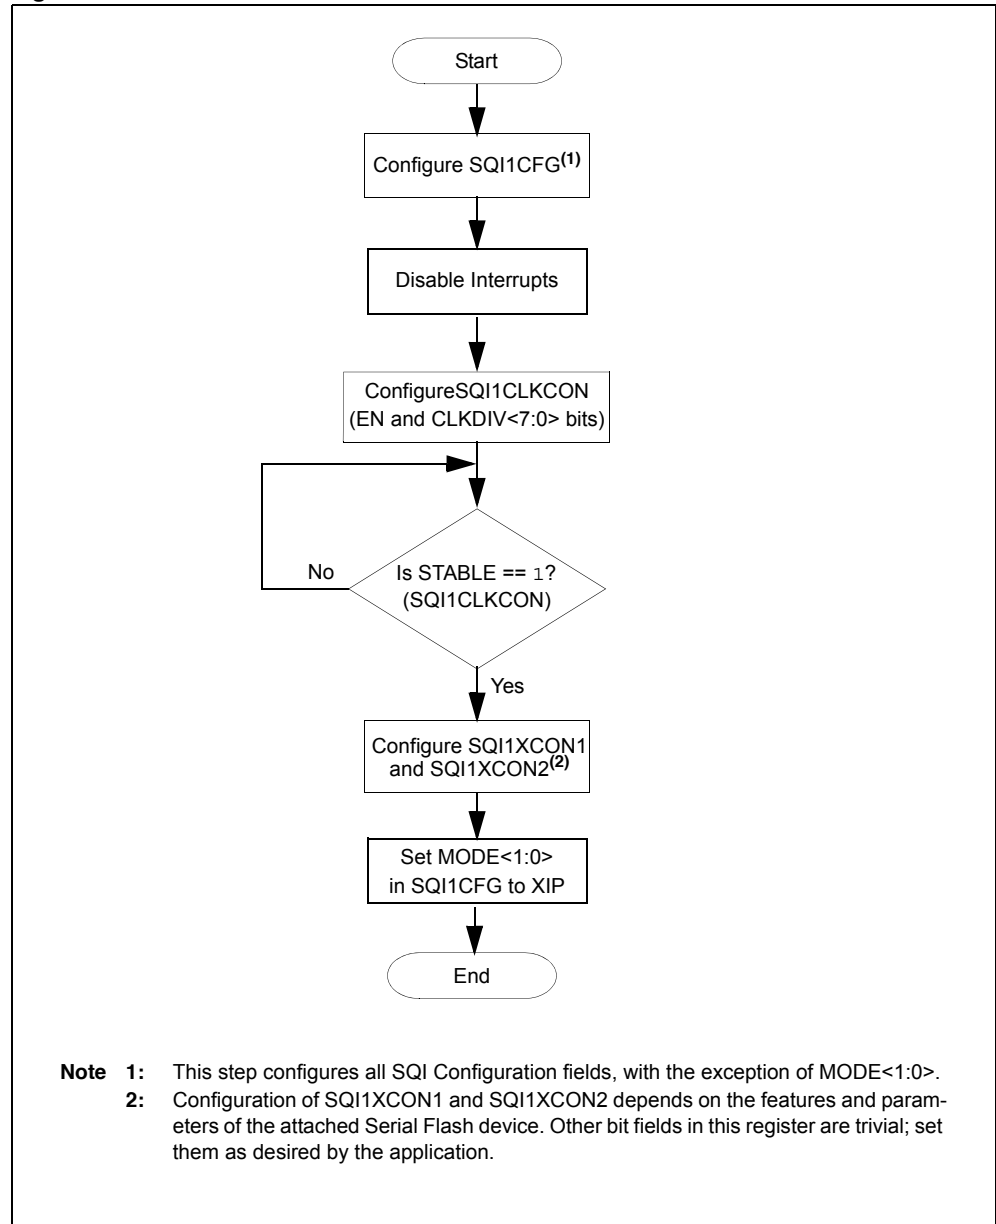 Start
Configure SQI1CFG(1)
Disable Interrupts
ConfigureSQI1CLKCON
(EN and CLKDIV<7:0> bits)
No
Is STABLE == 1?
(SQI1CLKCON)
Yes
Configure SQI1XCON1
and SQI1XCON2(2)
Set MODE<1:0>
in SQI1CFG to XIP
End
Note 1: This step configures all SQI Configuration fields, with the exception of MODE<1:0>.
2: Configuration of SQI1XCON1 and SQI1XCON2 depends on the features and param-
eters of the attached Serial Flash device. Other bit fields in this register are trivial; set
them as desired by the application.